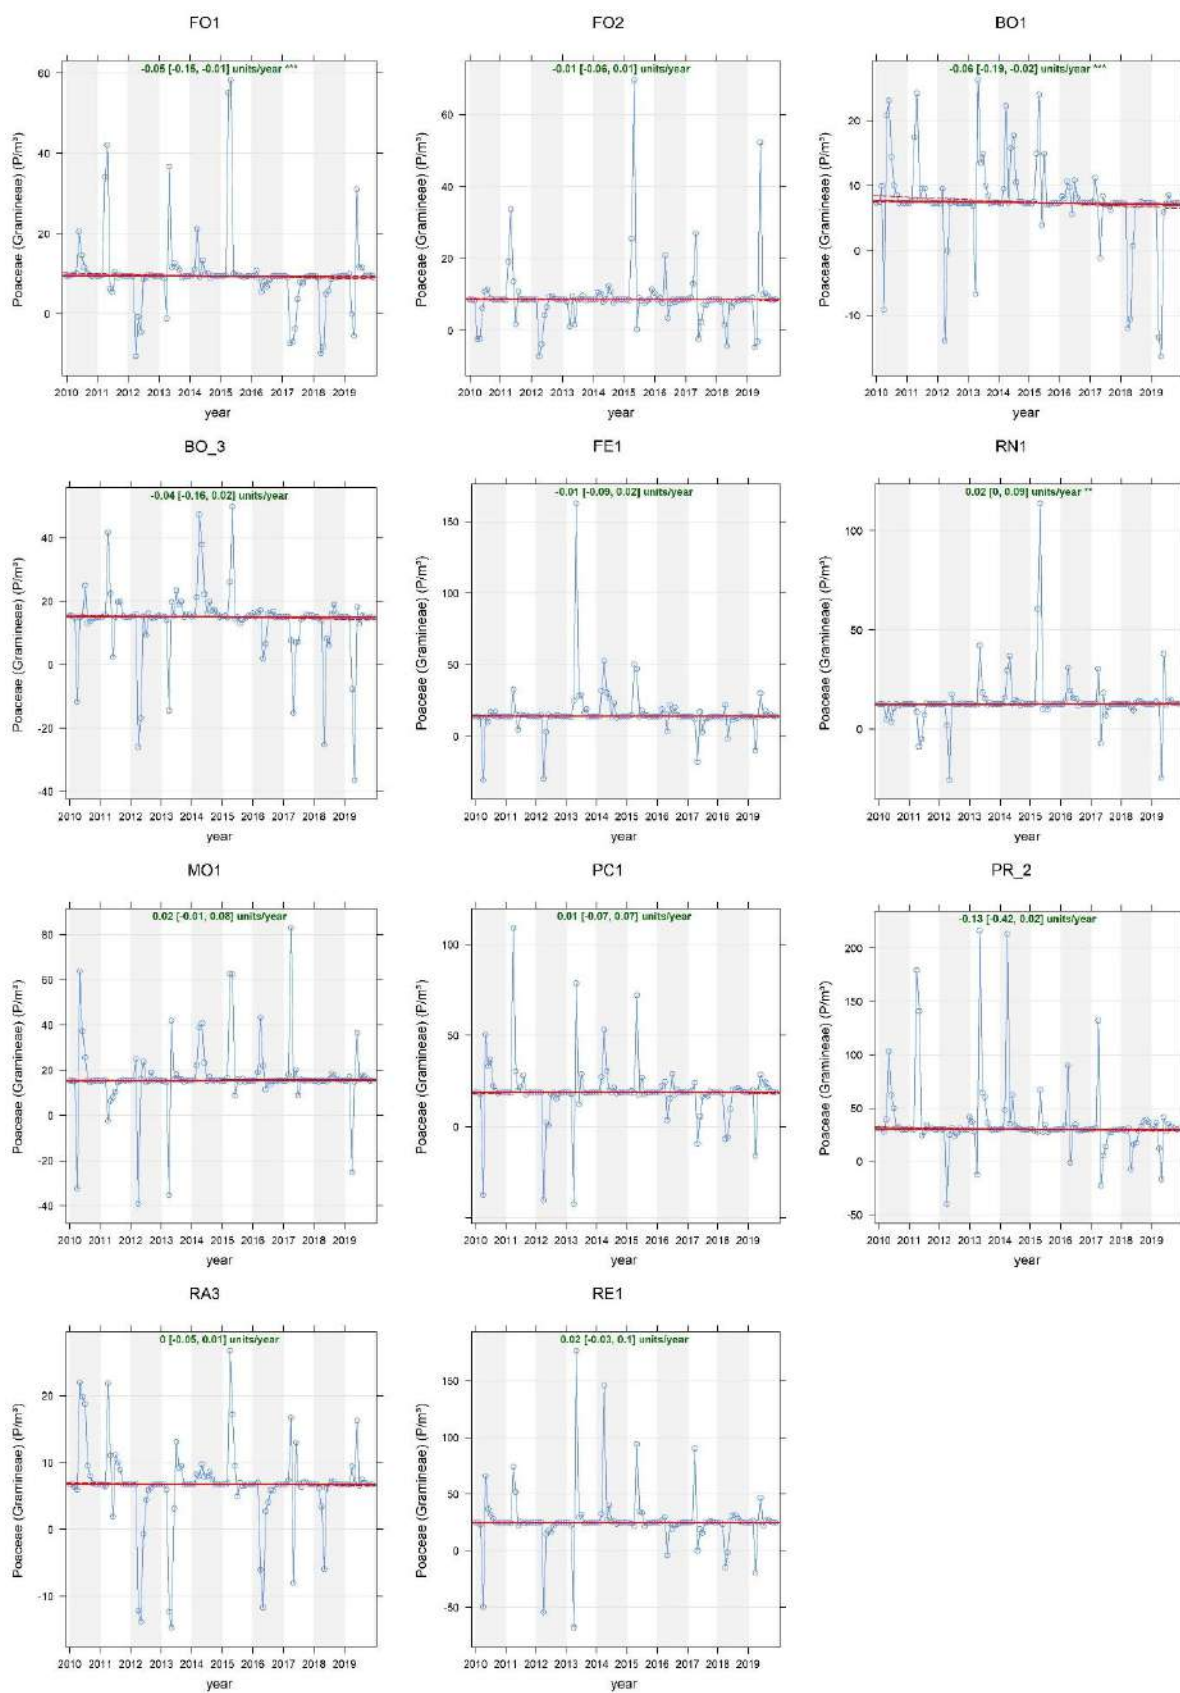 FO1
-0.05 [-0.15, -0.01] units/year ***
Poaceae (Gramineae) (P/m³)
60
40
20
0
2010 2011 2012 2013 2014 2015 2016 2017 2018 2019
year
FO2
-0.01 [-0.06, 0.01] units/year
Poaceae (Gramineae) (P/m³)
60
40
20
0
2010 2011 2012 2013 2014 2015 2016 2017 2018 2019
year
BO1
-0.06 [-0.19, -0.02] units/year ***
Poaceae (Gramineae) (P/m³)
20
10
0
-10
2010 2011 2012 2013 2014 2015 2016 2017 2018 2019
year
BO_3
-0.04 [-0.16, 0.02] units/year
Poaceae (Gramineae) (P/m³)
40
20
0
-20
-40
2010 2011 2012 2013 2014 2015 2016 2017 2018 2019
year
FE1
-0.01 [-0.09, 0.02] units/year
Poaceae (Gramineae) (P/m³)
150
100
50
0
2010 2011 2012 2013 2014 2015 2016 2017 2018 2019
year
RN1
0.02 [0, 0.09] units/year **
Poaceae (Gramineae) (P/m³)
100
50
0
2010 2011 2012 2013 2014 2015 2016 2017 2018 2019
year
MO1
0.02 [-0.01, 0.08] units/year
Poaceae (Gramineae) (P/m³)
80
60
40
20
0
-20
-40
2010 2011 2012 2013 2014 2015 2016 2017 2018 2019
year
PC1
0.01 [-0.07, 0.07] units/year
Poaceae (Gramineae) (P/m³)
100
50
0
2010 2011 2012 2013 2014 2015 2016 2017 2018 2019
year
PR_2
-0.13 [-0.42, 0.02] units/year
Poaceae (Gramineae) (P/m³)
200
150
100
50
0
-50
2010 2011 2012 2013 2014 2015 2016 2017 2018 2019
year
RA3
0 [-0.05, 0.01] units/year
Poaceae (Gramineae) (P/m³)
20
10
0
-10
2010 2011 2012 2013 2014 2015 2016 2017 2018 2019
year
RE1
0.02 [-0.03, 0.1] units/year
Poaceae (Gramineae) (P/m³)
150
100
50
0
-50
2010 2011 2012 2013 2014 2015 2016 2017 2018 2019
year